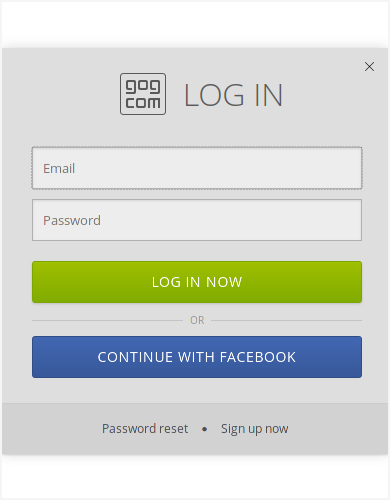 gog
com
LOG IN
Email
Password
LOG IN NOW
OR
CONTINUE WITH FACEBOOK
Password reset • Sign up now